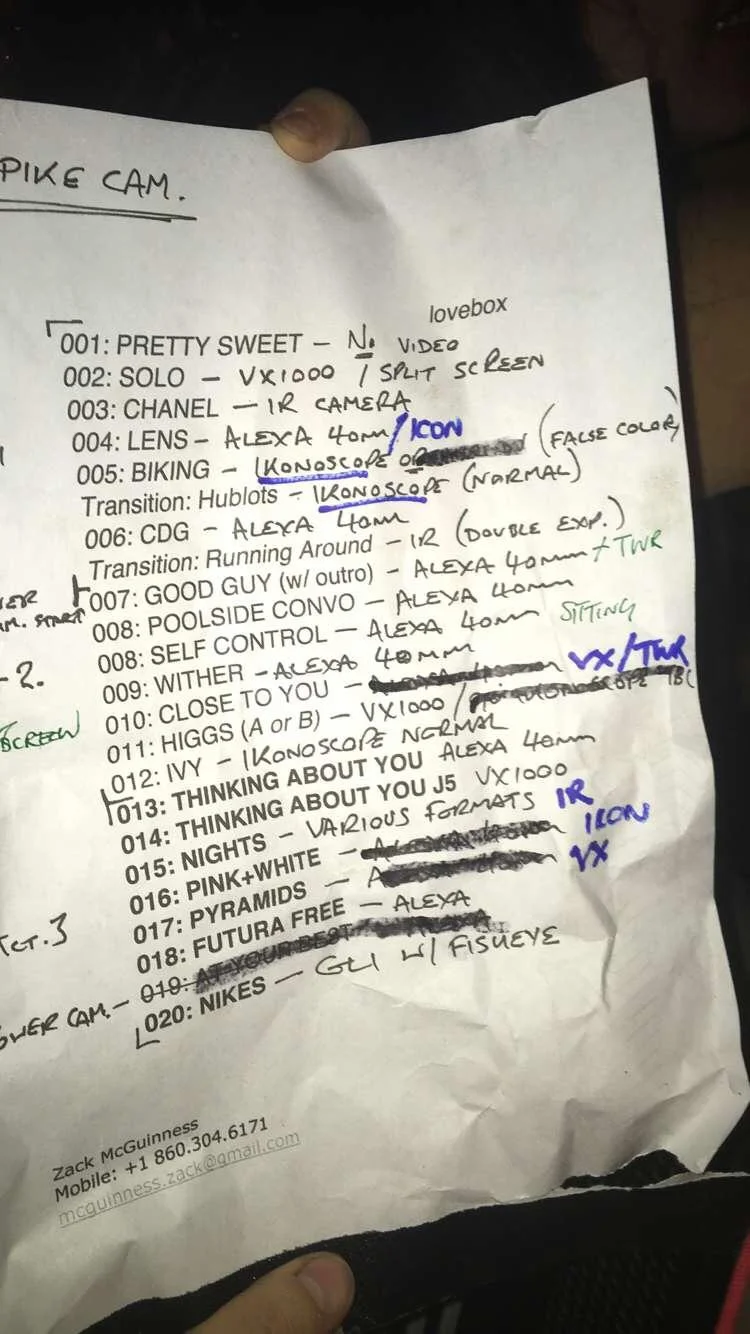 PIKE CAM.
lovebox
001: PRETTY SWEET – No VIDEO
002: SOLO – VX1000 / SPLIT SCREEN
003: CHANEL – IR CAMERA
004: LENS – ALEXA 40mm/ICON
005: BIKING – IKONOSCOPE OR (FALSE COLOR)
Transition: Hublots – IKONOSCOPE (NORMAL)
006: CDG – ALEXA 40mm
Transition: Running Around – IR (DOUBLE EXP.)
007: GOOD GUY (w/ outro) – ALEXA 40mm + TWR
008: POOLSIDE CONVO – ALEXA 40mm
008: SELF CONTROL – ALEXA 40mm SITTING
009: WITHER – ALEXA 40mm
010: CLOSE TO YOU – VX/TWR
011: HIGGS (A or B) – VX1000 / TBC
012: IVY – IKONOSCOPE NORMAL
013: THINKING ABOUT YOU ALEXA 40mm
014: THINKING ABOUT YOU J5 VX1000
015: NIGHTS – VARIOUS FORMATS IR
016: PINK+WHITE – IKON
017: PYRAMIDS – VX
018: FUTURA FREE – ALEXA
019: AT YOUR BEST
020: NIKES – GL1 W/ FISHEYE
M. START
-2.
SCREEN
CT.3
OWER CAM. –
Zack McGuinness
Mobile: +1 860.304.6171
mcguinness.zack@gmail.com